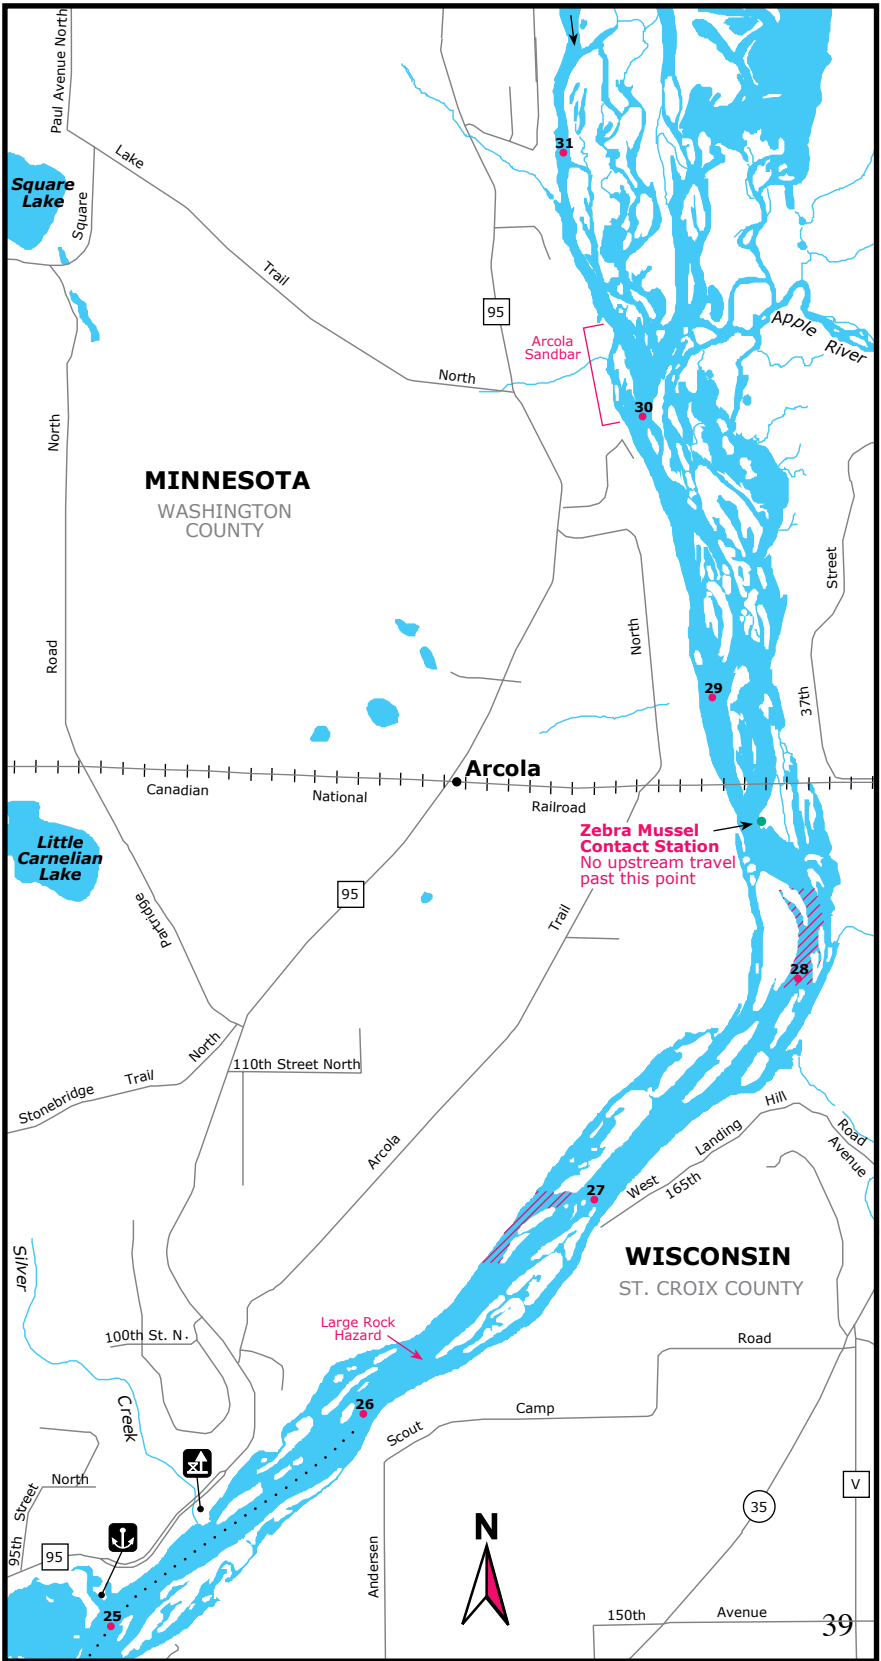 Paul Avenue North
31
Lake
Square
Lake
Square
Trail
95
Apple River
Arcola
Sandbar
North
30
North
MINNESOTA
WASHINGTON
COUNTY
Street
North
Road
29
37th
Arcola
Canadian
National
Railroad
Zebra Mussel
Contact Station
No upstream travel
past this point
Little
Carnelian
Lake
95
Partridge
Trail
28
North
110th Street North
Stonebridge
Trail
Hill
Landing
Road
Avenue
Arcola
West
165th
27
Silver
WISCONSIN
ST. CROIX COUNTY
Large Rock
Hazard
100th St. N.
Road
26
Creek
Camp
Scout
North
Street
95th
35
V
N
95
Andersen
25
150th
Avenue
39